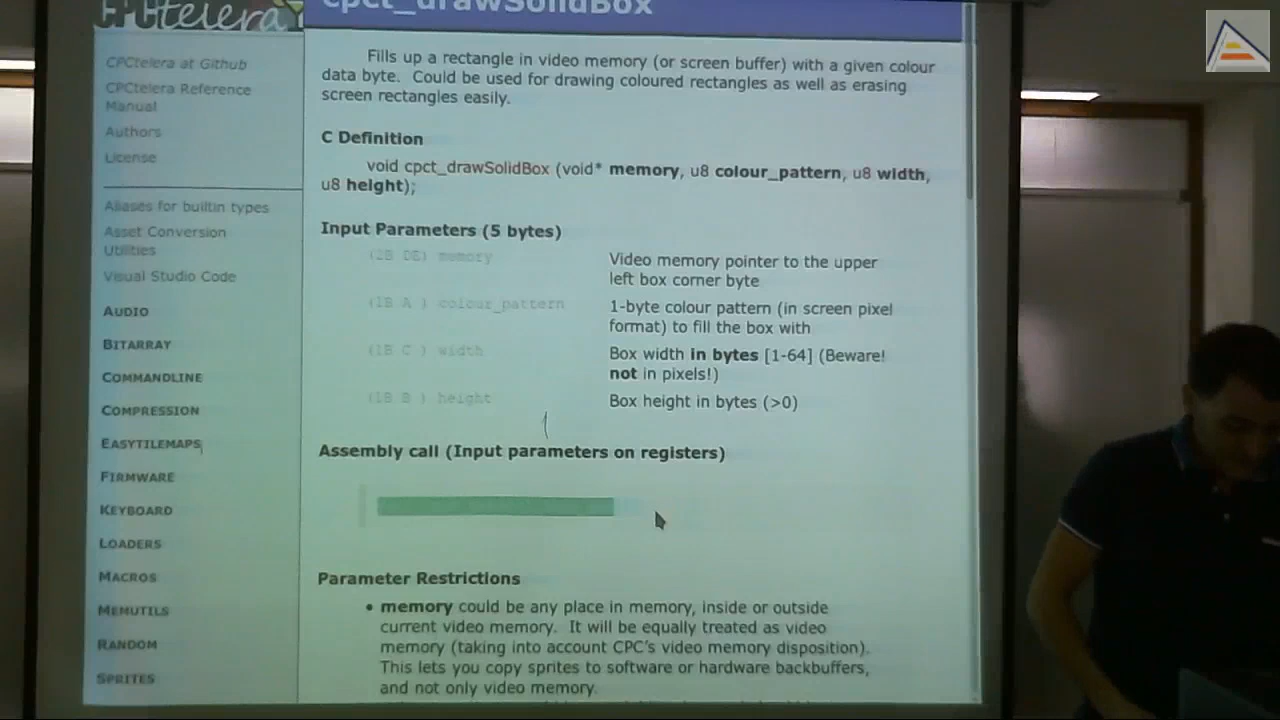 CPCtelera
cpct_drawSolidBox
CPCtelera at Github
CPCtelera Reference
Manual
Authors
License
Aliases for builtin types
Asset Conversion
Utilities
Visual Studio Code
AUDIO
BITARRAY
COMMANDLINE
COMPRESSION
EASYTILEMAPS
FIRMWARE
KEYBOARD
LOADERS
MACROS
MEMUTILS
RANDOM
SPRITES
Fills up a rectangle in video memory (or screen buffer) with a given colour
data byte. Could be used for drawing coloured rectangles as well as erasing
screen rectangles easily.
C Definition
void cpct_drawSolidBox (void* memory, u8 colour_pattern, u8 width,
u8 height);
Input Parameters (5 bytes)
(2B DE) memory
Video memory pointer to the upper
left box corner byte
(1B A ) colour_pattern
1-byte colour pattern (in screen pixel
format) to fill the box with
(1B C ) width
Box width in bytes [1-64] (Beware!
not in pixels!)
(1B B ) height
Box height in bytes (>0)
Assembly call (Input parameters on registers)
Parameter Restrictions
• memory could be any place in memory, inside or outside
current video memory. It will be equally treated as video
memory (taking into account CPC's video memory disposition).
This lets you copy sprites to software or hardware backbuffers,
and not only video memory.